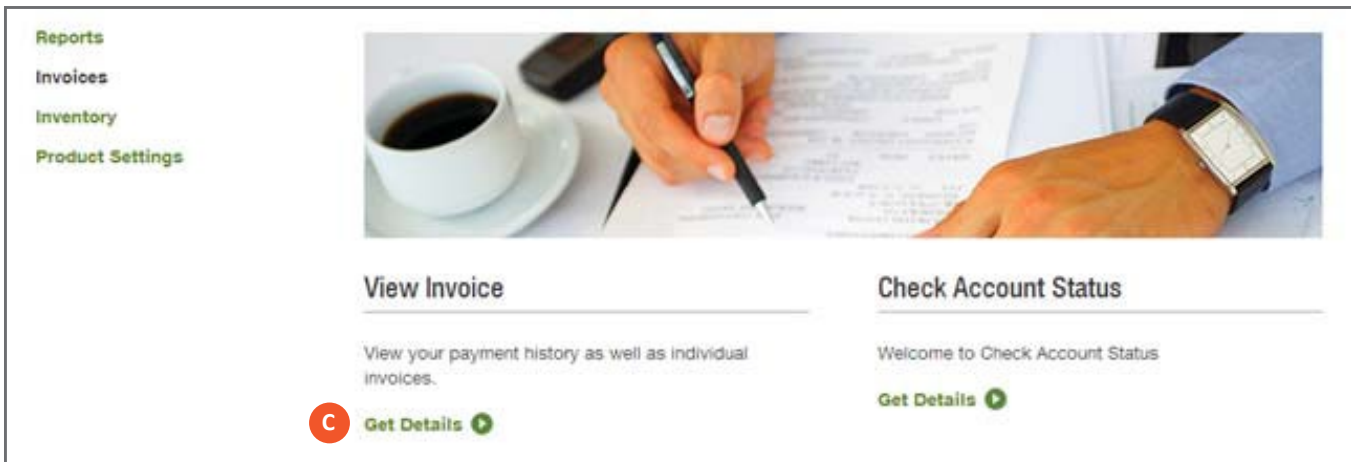 Reports
Invoices
Inventory
Product Settings
View Invoice
View your payment history as well as individual
invoices.
C Get Details
Check Account Status
Welcome to Check Account Status
Get Details